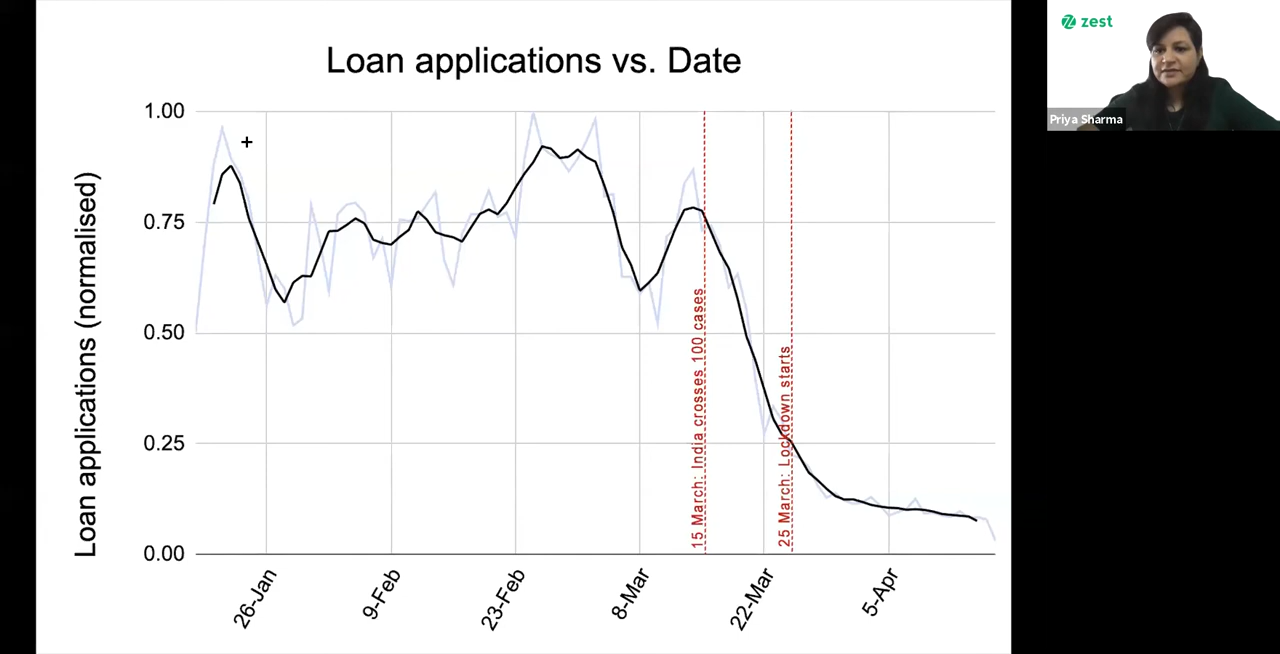 Loan applications vs. Date
Loan applications (normalised)
1.00
0.75
0.50
0.25
0.00
15 March: India crosses 100 cases
25 March: Lockdown starts
26-Jan
9-Feb
23-Feb
8-Mar
22-Mar
5-Apr
zest
Priya Sharma